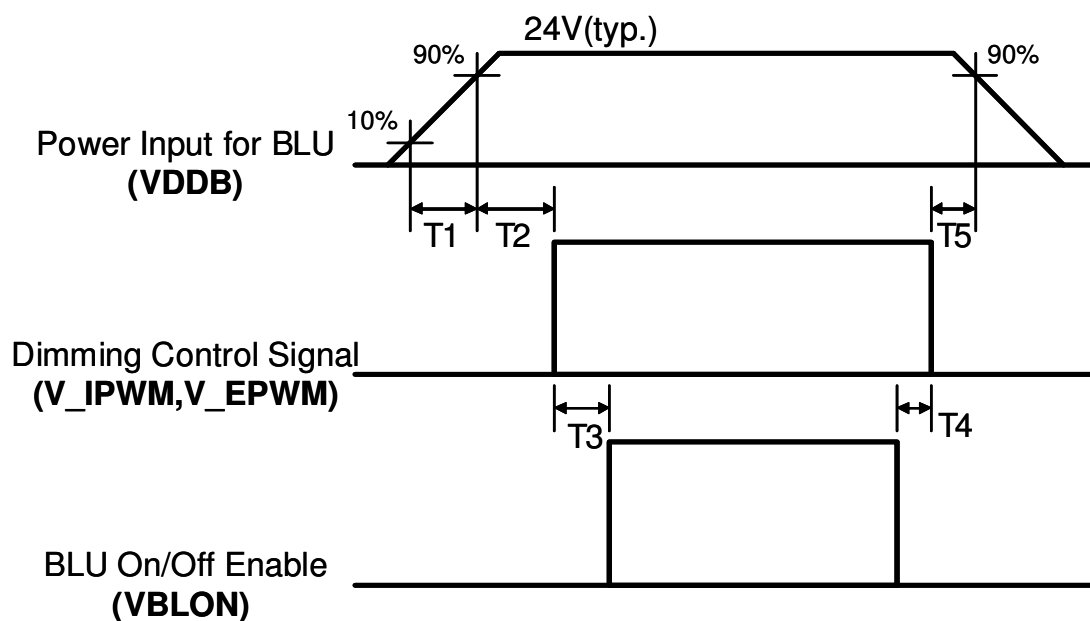 24V(typ.)
90%
90%
10%
Power Input for BLU
(VDDB)
T1
T2
T5
Dimming Control Signal
(V_IPWM,V_EPWM)
T3
T4
BLU On/Off Enable
(VBLON)